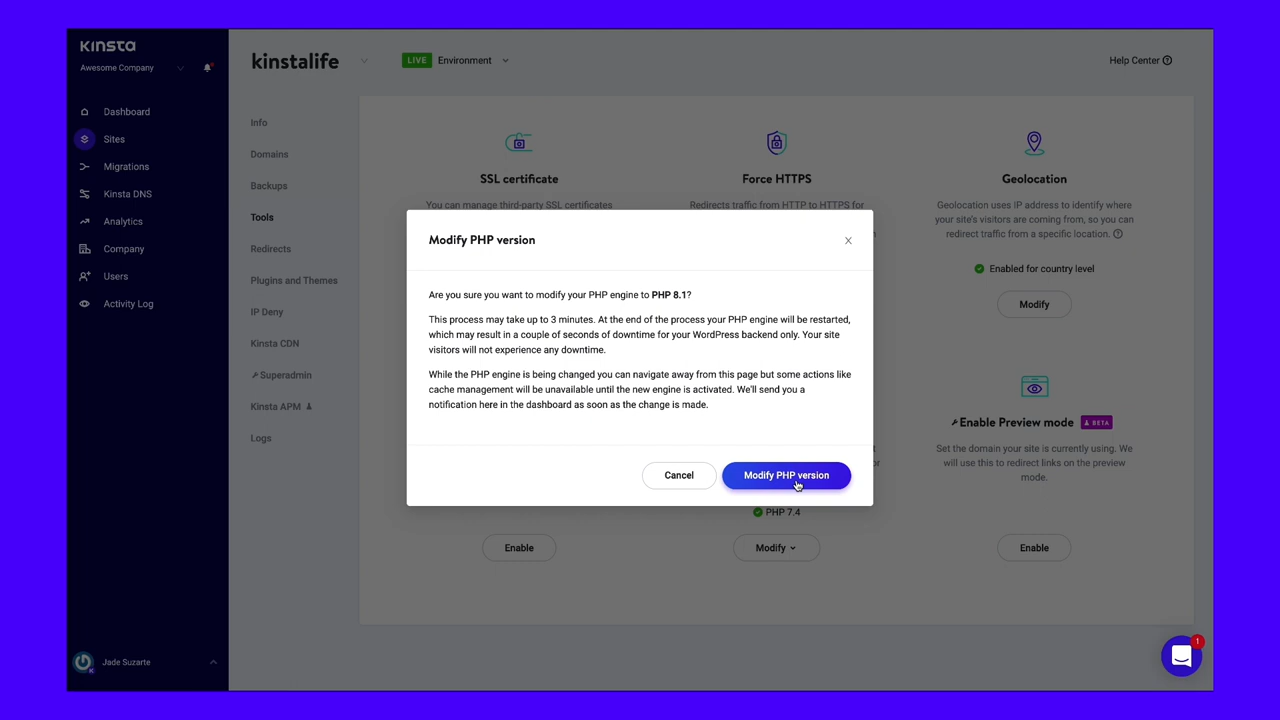 KINSTA
Awesome Company
Dashboard
Sites
Migrations
Kinsta DNS
Analytics
Company
Users
Activity Log
Jade Suzarte
kinstalife
LIVE Environment
Help Center
Info
Domains
Backups
Tools
Redirects
Plugins and Themes
IP Deny
Kinsta CDN
Superadmin
Kinsta APM
Logs
SSL certificate
You can manage third-party SSL certificates
Enable
Force HTTPS
Redirects traffic from HTTP to HTTPS for
Geolocation
Geolocation uses IP address to identify where
your site's visitors are coming from, so you can
redirect traffic from a specific location.
Enabled for country level
Modify
Modify PHP version
Are you sure you want to modify your PHP engine to PHP 8.1?
This process may take up to 3 minutes. At the end of the process your PHP engine will be restarted,
which may result in a couple of seconds of downtime for your WordPress backend only. Your site
visitors will not experience any downtime.
While the PHP engine is being changed you can navigate away from this page but some actions like
cache management will be unavailable until the new engine is activated. We'll send you a
notification here in the dashboard as soon as the change is made.
Cancel
Modify PHP version
PHP 7.4
Modify
Enable Preview mode BETA
Set the domain your site is currently using. We
will use this to redirect links on the preview
mode.
Enable
1